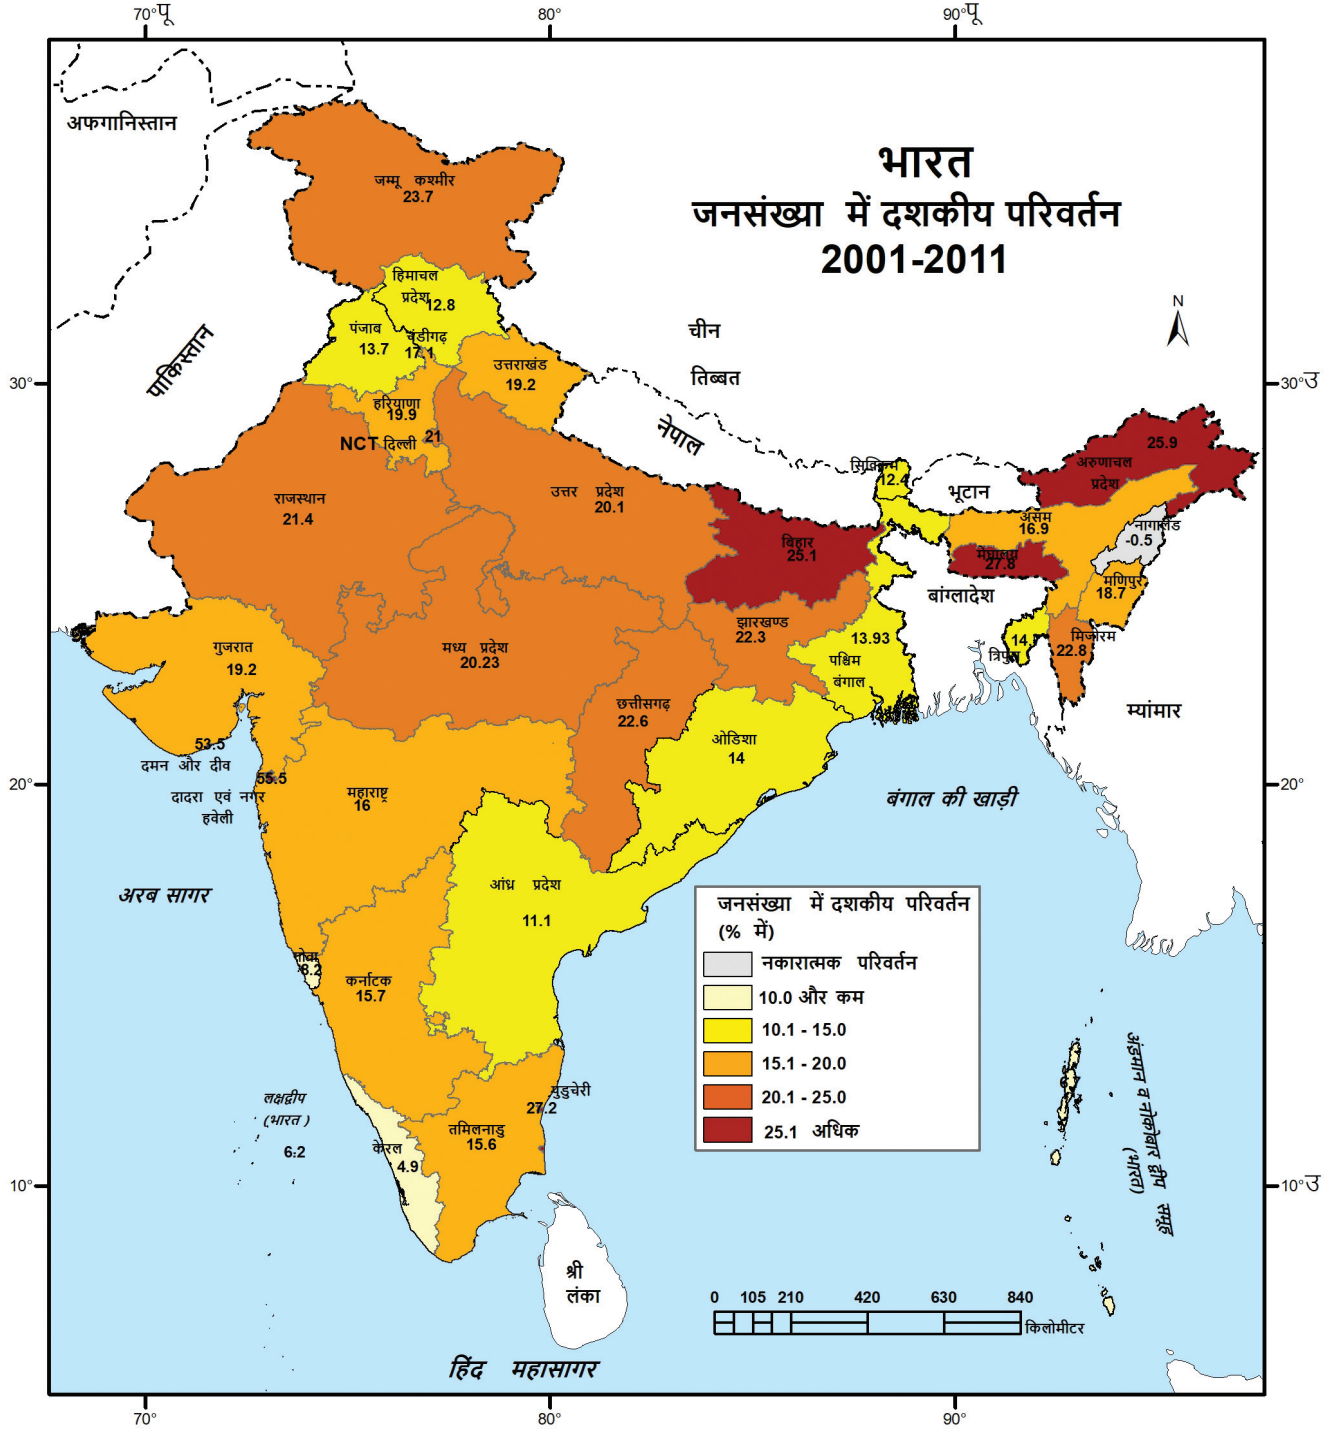 70°पू
80°
90°पू
अफगानिस्तान
भारत
जनसंख्या में दशकीय परिवर्तन
2001-2011
जम्मू कश्मीर
23.7
हिमाचल
प्रदेश
12.8
N
पंजाब
13.7
चंडीगढ़
17.1
चीन
तिब्बत
पाकिस्तान
30°
30°उ
उत्तराखंड
19.2
हरियाणा
19.9
NCT दिल्ली
21
नेपाल
25.9
अरुणाचल
प्रदेश
सिक्किम
12.4
भूटान
राजस्थान
21.4
उत्तर प्रदेश
20.1
असम
16.9
नागालैंड
-0.5
बिहार
25.1
मेघालय
27.8
मणिपुर
18.7
बांग्लादेश
झारखण्ड
22.3
13.93
पश्चिम
बंगाल
14
त्रिपुरा
मिजोरम
22.8
गुजरात
19.2
मध्य प्रदेश
20.23
छत्तीसगढ़
22.6
म्यांमार
ओडिशा
14
53.5
दमन और दीव
55.5
दादरा एवं नगर
हवेली
20°
20°
महाराष्ट्र
16
बंगाल की खाड़ी
अरब सागर
आंध्र प्रदेश
11.1
गोवा
8.2
कर्नाटक
15.7
जनसंख्या में दशकीय परिवर्तन
(% में)
नकारात्मक परिवर्तन
10.0 और कम
10.1 - 15.0
15.1 - 20.0
20.1 - 25.0
25.1 अधिक
अंडमान व नीकोबार द्वीप समूह
(भारत)
लक्षद्वीप
(भारत )
6.2
पुडुचेरी
27.2
तमिलनाडु
15.6
केरल
4.9
10°
10°उ
श्री
लंका
0 105 210 420 630 840
किलोमीटर
हिंद महासागर
70°
80°
90°